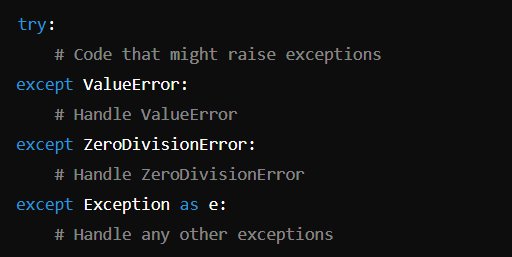 try:
    # Code that might raise exceptions
except ValueError:
    # Handle ValueError
except ZeroDivisionError:
    # Handle ZeroDivisionError
except Exception as e:
    # Handle any other exceptions